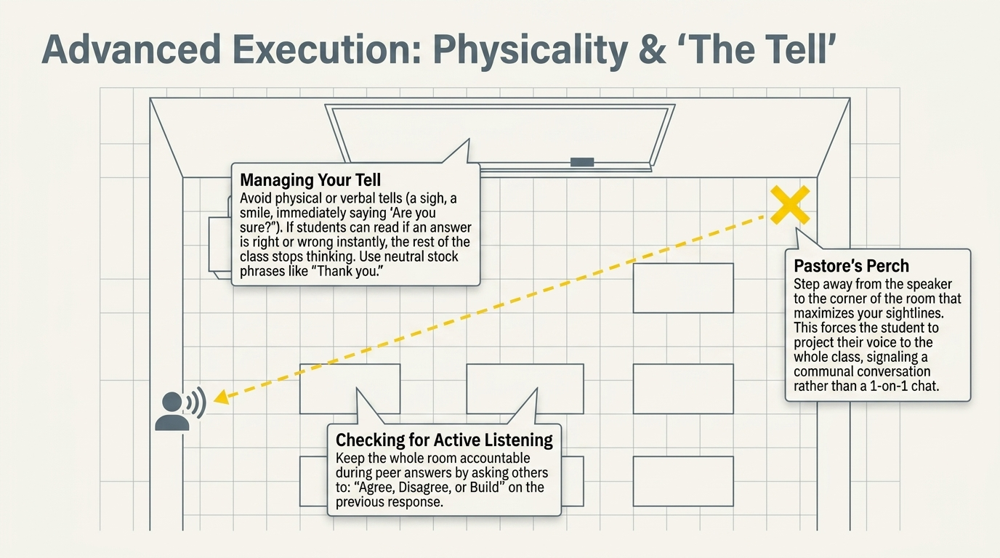 Advanced Execution: Physicality & ‘The Tell’
Managing Your Tell
Avoid physical or verbal tells (a sigh, a
smile, immediately saying ‘Are you
sure?”). If students can read if an answer
is right or wrong instantly, the rest of the
class stops thinking. Use neutral stock
phrases like “Thank you.”
Pastore’s Perch
Step away from the speaker
to the corner of the room that
maximizes your sightlines.
This forces the student to
project their voice to the
whole class, signaling a
communal conversation
rather than a 1-on-1 chat.
Checking for Active Listening
Keep the whole room accountable
during peer answers by asking others
to: “Agree, Disagree, or Build” on the
previous response.